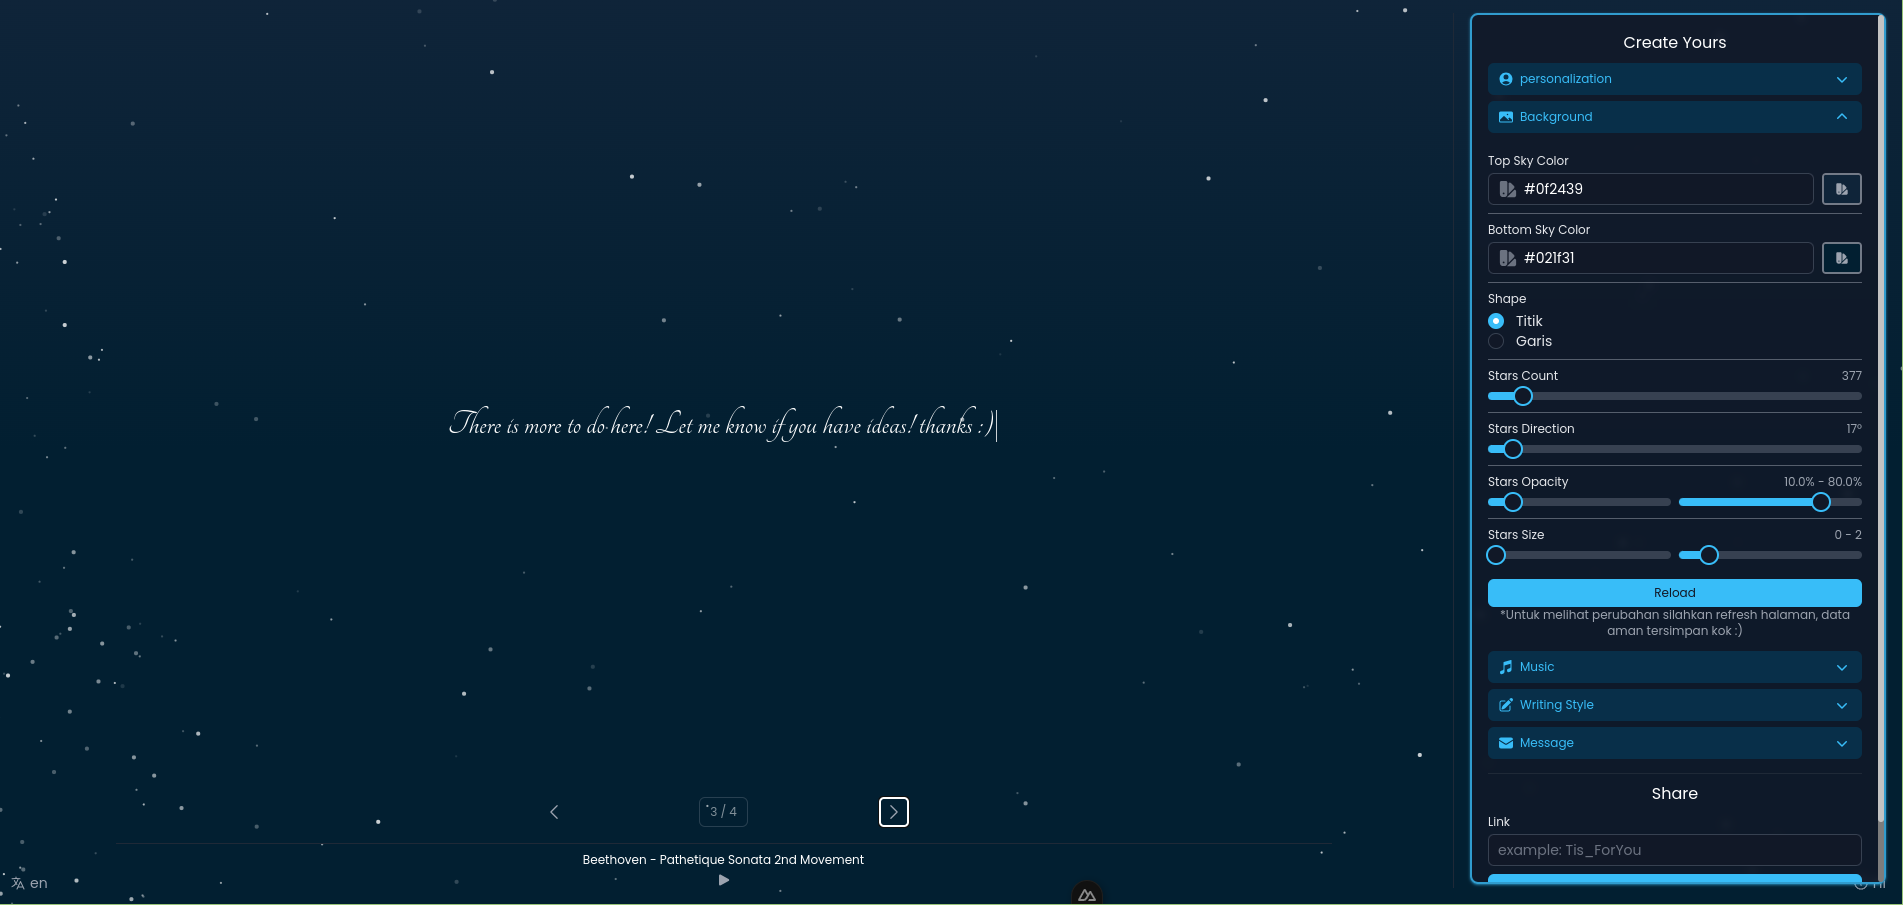 There is more to do here! Let me know if you have ideas! thanks :)
3 / 4
Beethoven - Pathetique Sonata 2nd Movement
en
Create Yours
personalization
Background
Top Sky Color
#0f2439
Bottom Sky Color
#021f31
Shape
Titik
Garis
Stars Count 377
Stars Direction 17°
Stars Opacity 10.0% - 80.0%
Stars Size 0 - 2
Reload
*Untuk melihat perubahan silahkan refresh halaman, data
aman tersimpan kok :)
Music
Writing Style
Message
Share
Link
example: Tis_ForYou